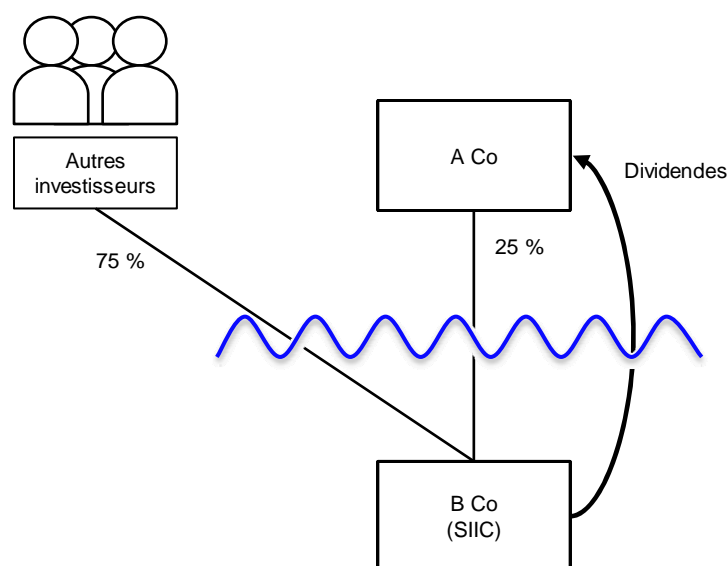 Autres
investisseurs
A Co
Dividendes
75 %
25 %
B Co
(SIIC)